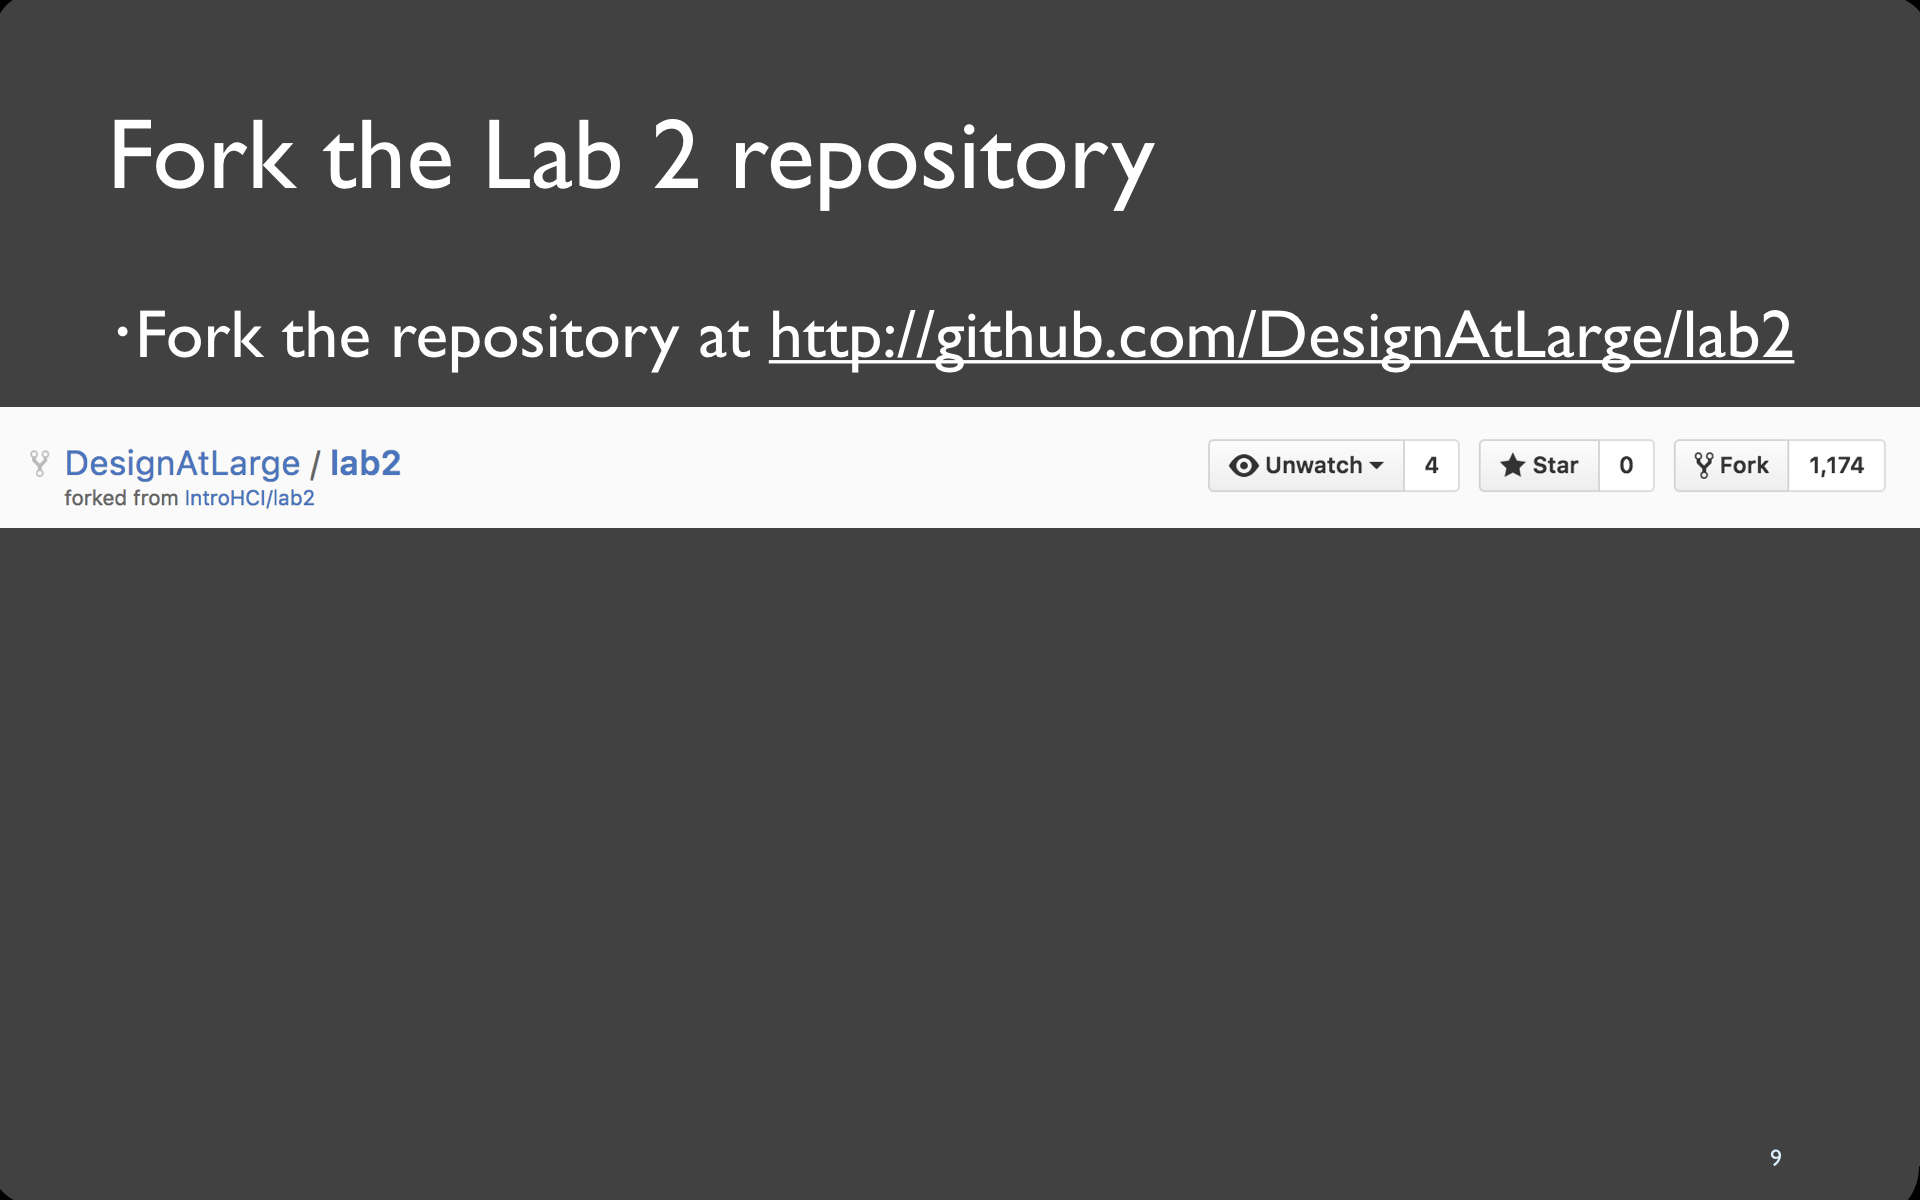 Fork the Lab 2 repository
•Fork the repository at http://github.com/DesignAtLarge/lab2
DesignAtLarge / lab2 Unwatch 4 Star 0 Fork 1,174
forked from IntroHCI/lab2
9